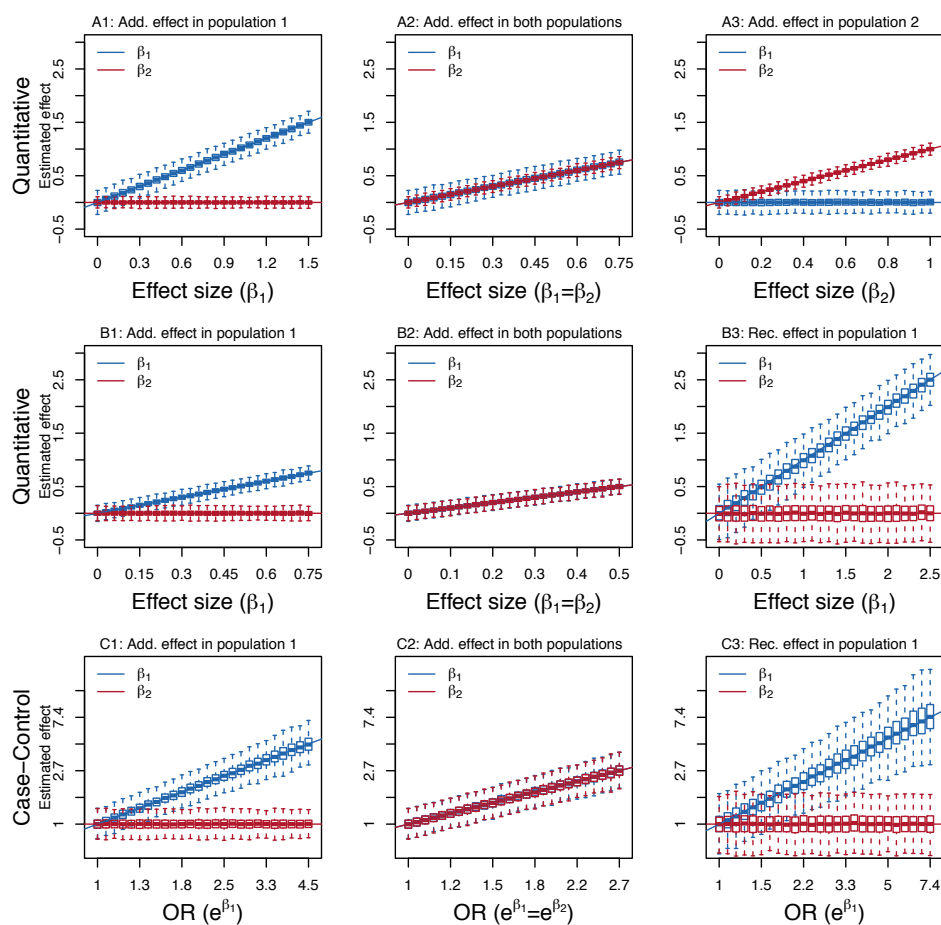 A1: Add. effect in population 1
A2: Add. effect in both populations
A3: Add. effect in population 2
Quantitative
Estimated effect
−0.5 0.5 1.5 2.5
β1
β2
0 0.3 0.6 0.9 1.2 1.5
Effect size (β1)
−0.5 0.5 1.5 2.5
β1
β2
0 0.15 0.3 0.45 0.6 0.75
Effect size (β1=β2)
−0.5 0.5 1.5 2.5
β1
β2
0 0.2 0.4 0.6 0.8 1
Effect size (β2)
B1: Add. effect in population 1
B2: Add. effect in both populations
B3: Rec. effect in population 1
Quantitative
Estimated effect
−0.5 0.5 1.5 2.5
β1
β2
0 0.15 0.3 0.45 0.6 0.75
Effect size (β1)
−0.5 0.5 1.5 2.5
β1
β2
0 0.1 0.2 0.3 0.4 0.5
Effect size (β1=β2)
−0.5 0.5 1.5 2.5
β1
β2
0 0.5 1 1.5 2 2.5
Effect size (β1)
C1: Add. effect in population 1
C2: Add. effect in both populations
C3: Rec. effect in population 1
Case−Control
Estimated effect
1 2.7 7.4
β1
β2
1 1.3 1.8 2.5 3.3 4.5
OR (eβ1)
1 2.7 7.4
β1
β2
1 1.2 1.5 1.8 2.2 2.7
OR (eβ1=eβ2)
1 2.7 7.4
β1
β2
1 1.5 2.2 3.3 5 7.4
OR (eβ1)